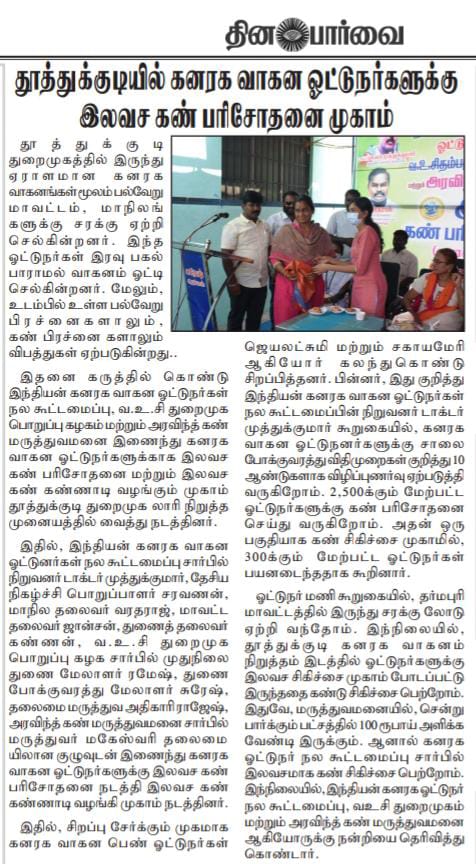 தின பார்வை
தூத்துக்குடியில் கனரக வாகன ஓட்டுநர்களுக்கு
இலவச கண் பரிசோதனை முகாம்
தூத்துக்குடி
துறைமுகத்தில் இருந்து
ஏராளமான கனரக
வாகனங்கள் மூலம் பல்வேறு
மாவட்டம், மாநிலங்
களுக்கு சரக்கு ஏற்றி
செல்கின்றனர். இந்த
ஓட்டுநர்கள் இரவு பகல்
பாராமல் வாகனம் ஓட்டி
செல்கின்றனர். மேலும்,
உடம்பில் உள்ள பல்வேறு
பிரச்னைகளாலும்,
கண் பிரச்னை களாலும்
விபத்துகள் ஏற்படுகின்றது..
இதனை கருத்தில் கொண்டு
இந்தியன் கனரக வாகன ஓட்டுநர்கள்
நல கூட்டமைப்பு, வ.உ.சி துறைமுக
பொறுப்பு கழகம் மற்றும் அரவிந்த் கண்
மருத்துவமனை இணைந்து கனரக
வாகன ஓட்டுநர்களுக்காக இலவச
கண் பரிசோதனை மற்றும் இலவச
கண் கண்ணாடி வழங்கும் முகாம்
தூத்துக்குடி துறைமுக லாரி நிறுத்த
முனையத்தில் வைத்து நடத்தினர்.
இதில், இந்தியன் கனரக வாகன
ஓட்டுனர்கள் நல கூட்டமைப்பு சார்பில்
நிறுவனர் டாக்டர் முத்துக்குமார், தேசிய
நிகழ்ச்சி பொறுப்பாளர் சரவணன்,
மாநில தலைவர் வரதராஜ், மாவட்ட
தலைவர் ஜான்சன், துணைத் தலைவர்
கண்ணன், வ.உ.சி துறைமுக
பொறுப்பு கழக சார்பில் முதுநிலை
துணை மேலாளர் ரமேஷ், துணை
போக்குவரத்து மேலாளர் சுரேஷ்,
தலைமை மருத்துவ அதிகாரி ராஜேஷ்,
அரவிந்த் கண் மருத்துவமனை சார்பில்
மருத்துவர் மகேஸ்வரி தலைமை
யிலான குழுவுடன் இணைந்து கனரக
வாகன ஓட்டுநர்களுக்கு இலவச கண்
பரிசோதனை நடத்தி இலவச கண்
கண்ணாடி வழங்கி முகாம் நடத்தினர்.
இதில், சிறப்பு சேர்க்கும் முகமாக
கனரக வாகன பெண் ஓட்டுநர்கள்
ஜெயலட்சுமி மற்றும் சகாயமேரி
ஆகியோர் கலந்துகொண்டு
சிறப்பித்தனர். பின்னர், இது குறித்து
இந்தியன் கனரக வாகன ஓட்டுநர்கள்
நல கூட்டமைப்பின் நிறுவனர் டாக்டர்
முத்துக்குமார் கூறுகையில், கனரக
வாகன ஓட்டுநனர்களுக்கு சாலை
போக்குவரத்து விதிமுறைகள் குறித்து 10
ஆண்டுகளாக விழிப்புணர்வு ஏற்படுத்தி
வருகிறோம். 2,500க்கும் மேற்பட்ட
ஓட்டுநர்களுக்கு கண் பரிசோதனை
செய்து வருகிறோம். அதன் ஒரு
பகுதியாக கண் சிகிச்சை முகாமில்,
300க்கும் மேற்பட்ட ஓட்டுநர்கள்
பயனடைந்ததாக கூறினார்.
ஓட்டுநர் மணி கூறுகையில், தர்மபுரி
மாவட்டத்தில் இருந்து சரக்கு லோடு
ஏற்றி வந்தோம். இந்நிலையில்,
தூத்துக்குடி கனரக வாகனம்
நிறுத்தம் இடத்தில் ஓட்டுநர்களுக்கு
இலவச சிகிச்சை முகாம் போடப்பட்டு
இருந்ததை கண்டு சிகிச்சை பெற்றோம்.
இதுவே, மருத்துவமனையில், சென்று
பார்க்கும் பட்சத்தில் 100 ரூபாய் அளிக்க
வேண்டி இருக்கும். ஆனால் கனரக
ஓட்டுநர் நல கூட்டமைப்பு சார்பில்
இலவசமாக கண் சிகிச்சை பெற்றோம்.
இந்நிலையில், இந்தியன் கனரக ஓட்டுநர்
நல கூட்டமைப்பு, வஉசி துறைமுகம்
மற்றும் அரவிந்த் கண் மருத்துவமனை
ஆகியோருக்கு நன்றியை தெரிவித்து
கொண்டார்.